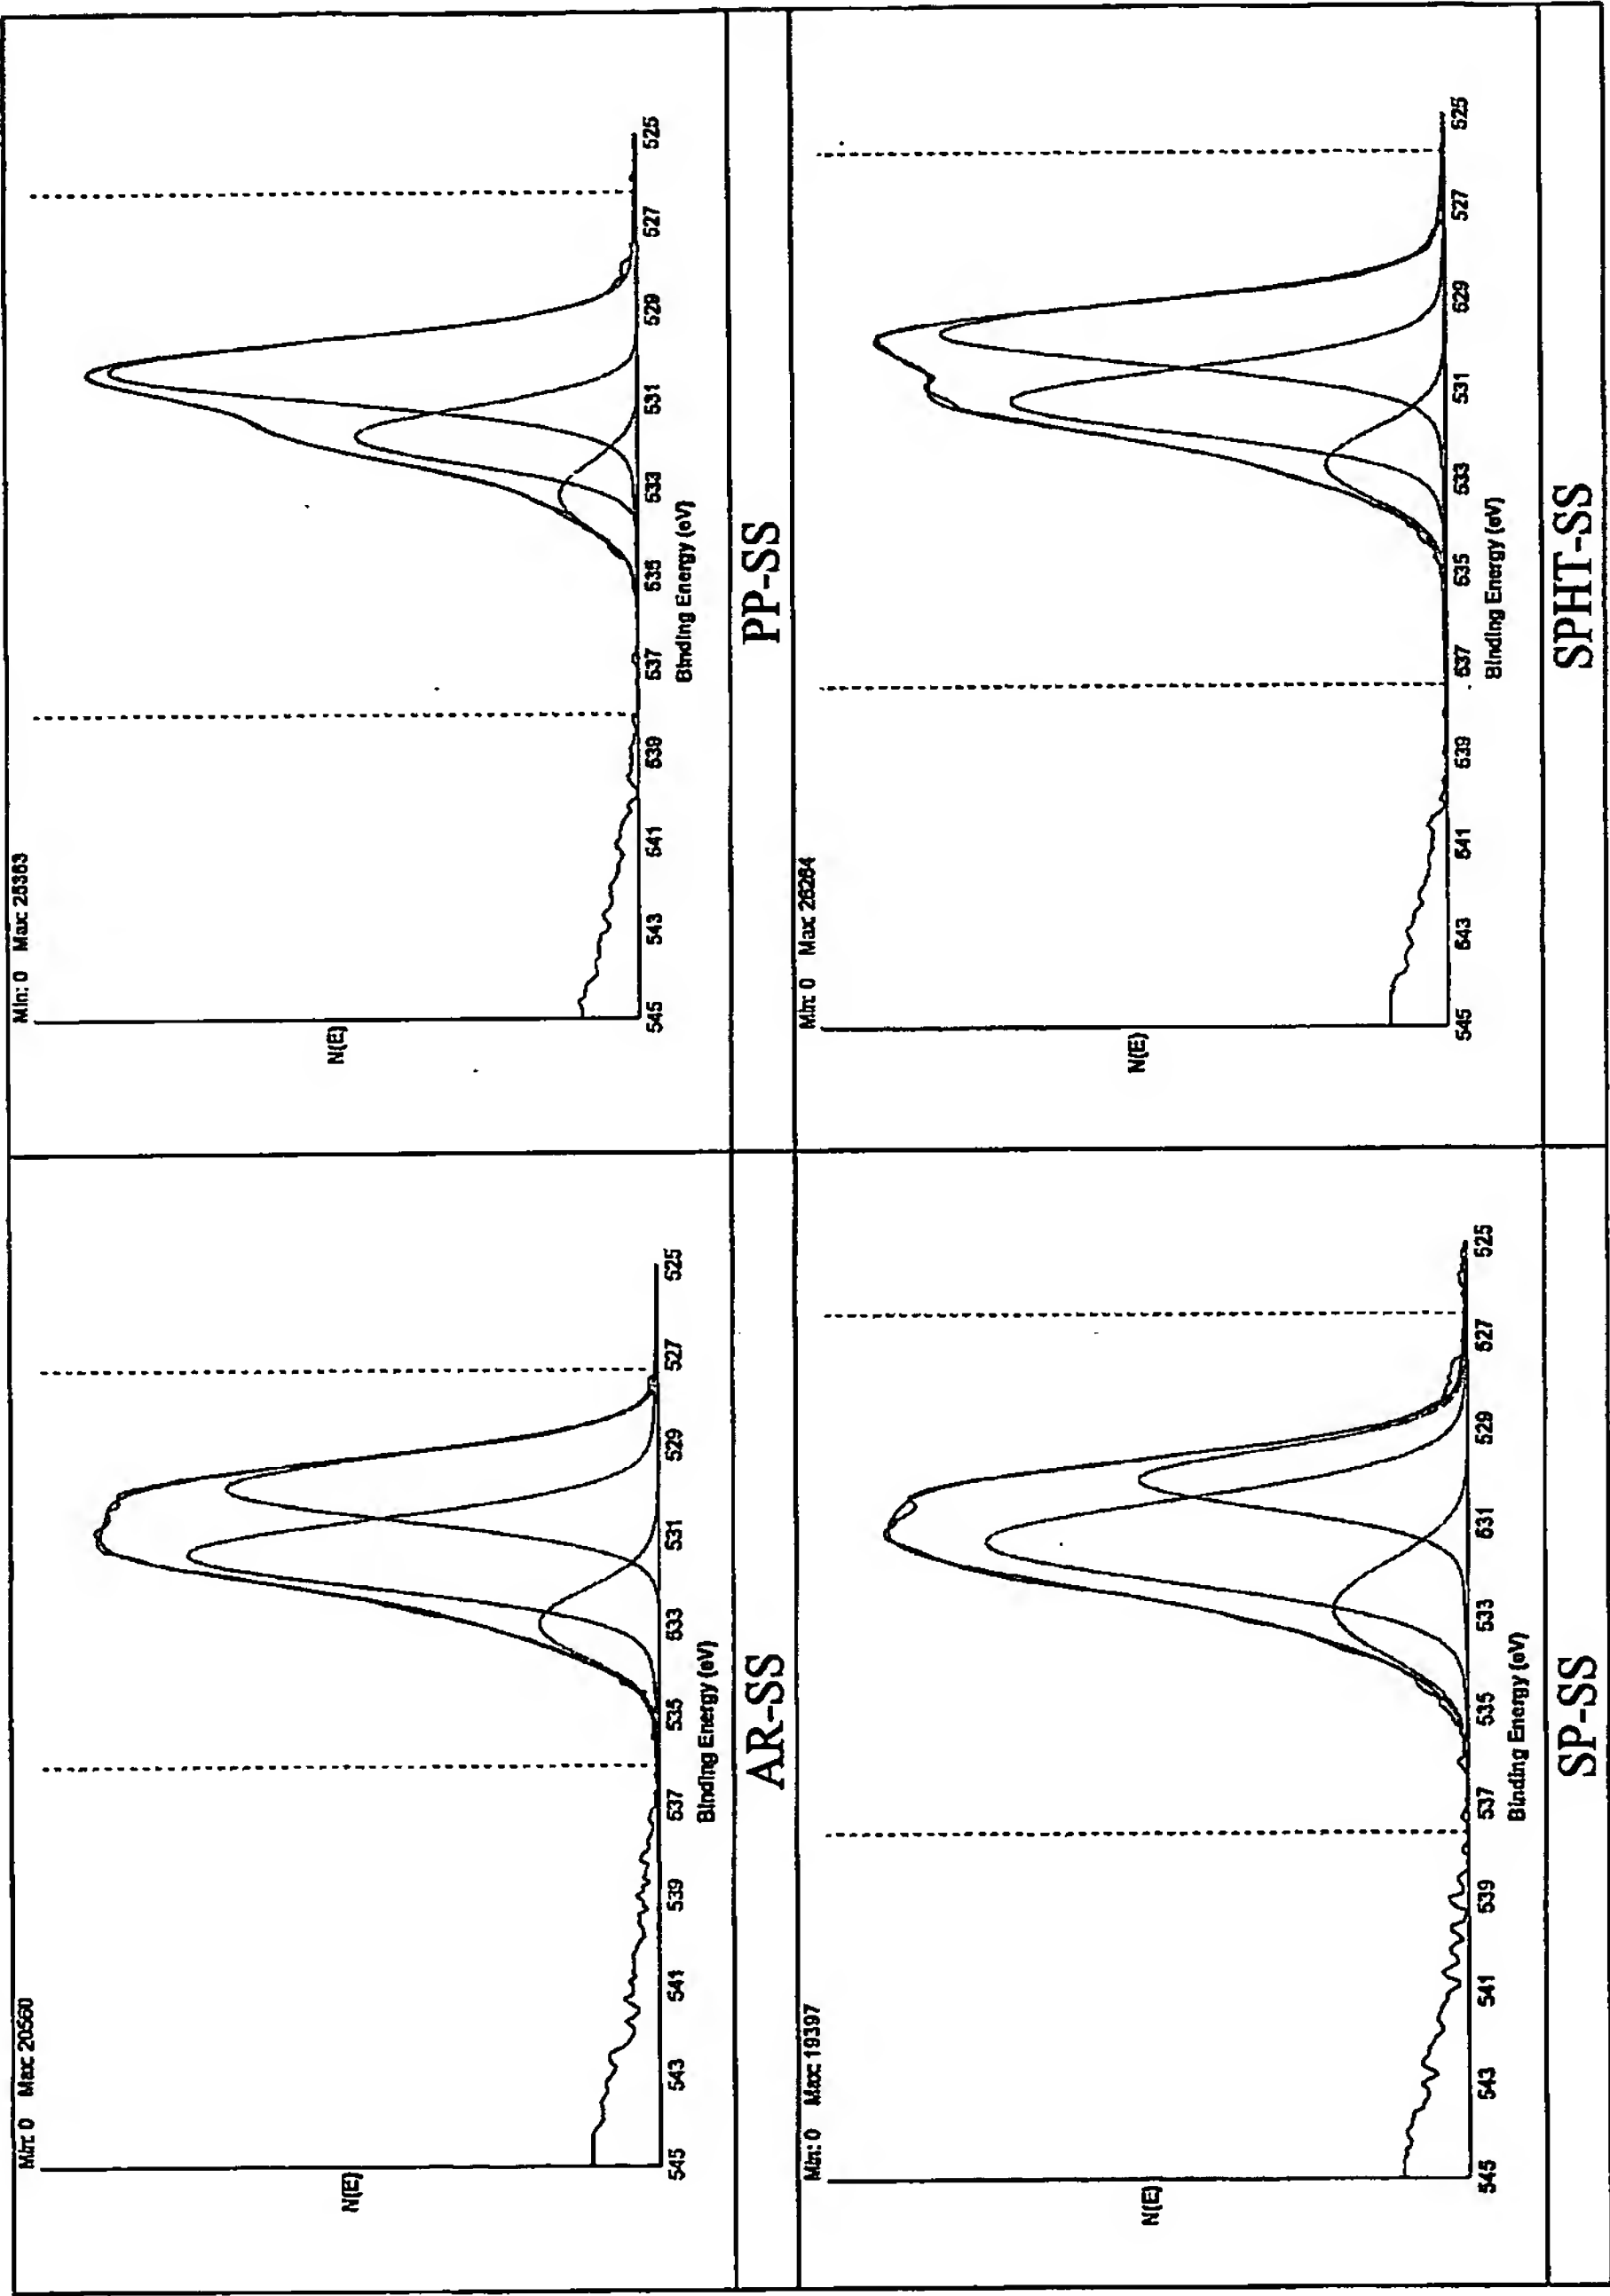 Min: 0 Max: 20560
N(E)
545 543 541 539 537 535 533 531 529 527 525
Binding Energy (eV)
AR-SS
Min: 0 Max:
N(E)
545 543 541 539 537 535 533 531 529 527 525
Binding Energy (eV)
PP-SS
Min: 0 Max: 19397
N(E)
545 543 541 539 537 535 533 531 529 527 525
Binding Energy (eV)
SP-SS
Min: 0 Max:
N(E)
545 543 541 539 537 535 533 531 529 527 525
Binding Energy (eV)
SPHT-SS